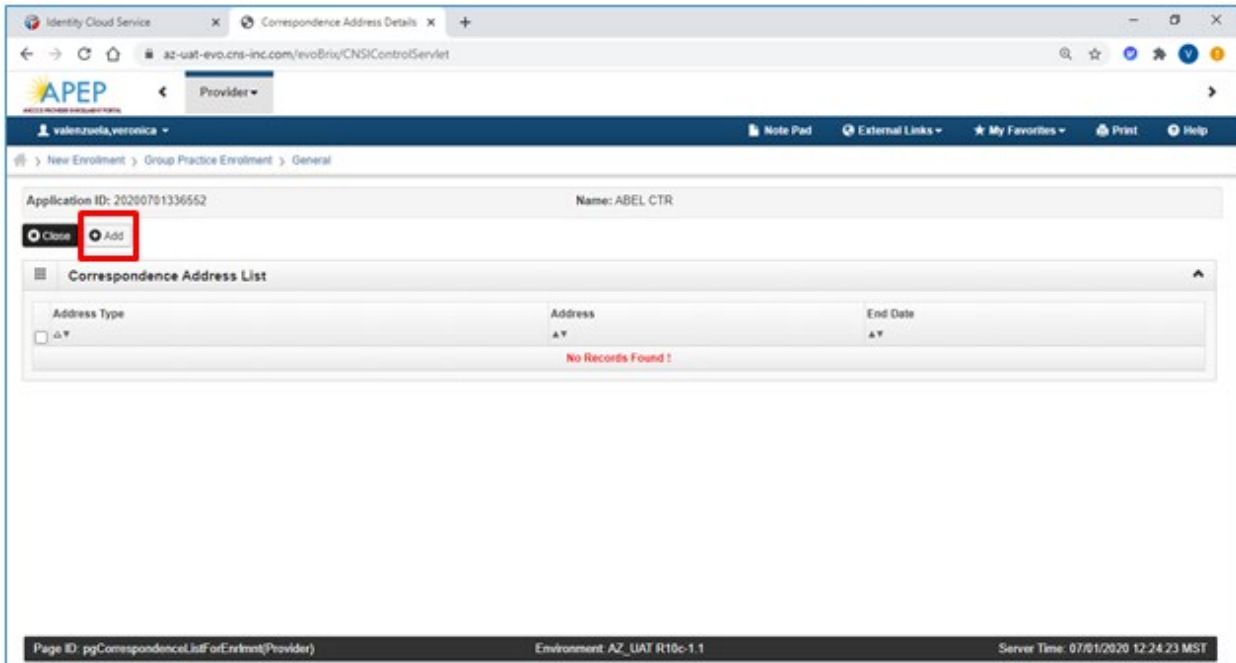 Identity Cloud Service
Correspondence Address Details
az-uat-evo.cns-inc.com/evoBrix/CNSIControlServlet
APEP
Provider
valenzuela,veronica
Note Pad
External Links
My Favorites
Print
Help
> New Enrollment > Group Practice Enrollment > General
Application ID: 20200701336552
Name: ABEL CTR
Close
Add
Correspondence Address List
Address Type
Address
End Date
No Records Found !
Page ID: pgCorrespondenceListForEnrlmnt(Provider)
Environment: AZ_UAT R10c-1.1
Server Time: 07/01/2020 12:24:23 MST